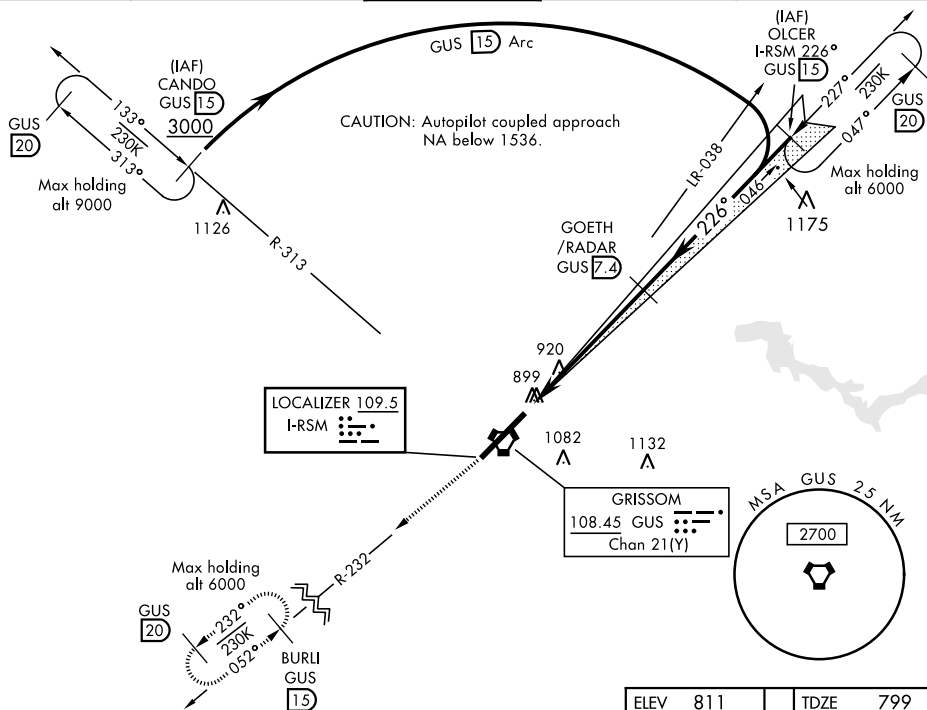 (IAF)
CANDO
GUS 15
3000
GUS 15 Arc
(IAF)
OLCER
I-RSM 226°
GUS 15
GUS
20
133°
230K
313°
Max holding
alt 9000
1126
R-313
CAUTION: Autopilot coupled approach
NA below 1536.
LR-038
227°
230K
047°
GUS
20
Max holding
alt 6000
1175
046
226°
GOETH
/RADAR
GUS 7.4
920
899
LOCALIZER 109.5
I-RSM
1082
1132
GRISSOM
108.45 GUS
Chan 21(Y)
MSA GUS 25 NM
2700
R-232
Max holding
alt 6000
GUS
20
232°
230K
052°
BURLI
GUS
15
ELEV 811
TDZE 799